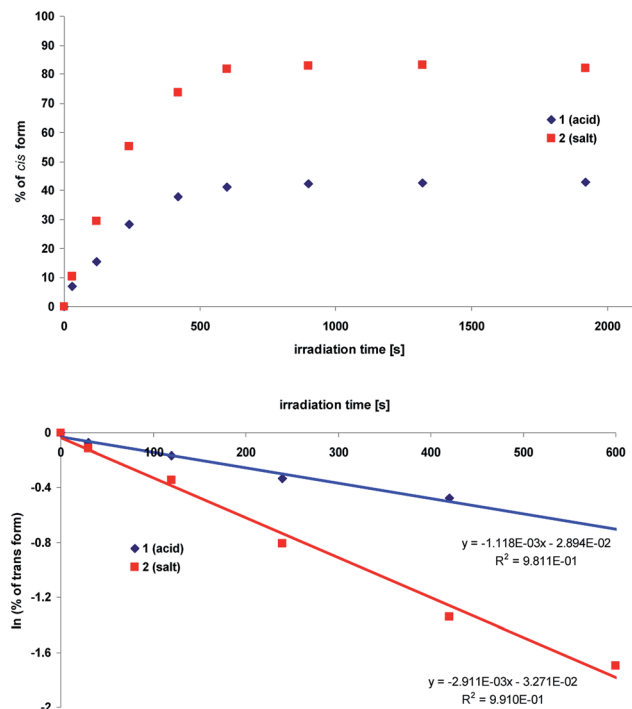 100
90
80
70
60
50
40
30
20
10
0
% of cis form
1 (acid)
2 (salt)
0 500 1000 1500 2000
irradiation time [s]
irradiation time [s]
0 100 200 300 400 500 600
0
-0.4
-0.8
-1.2
-1.6
-2
ln (% of trans form)
1 (acid)
2 (salt)
y = -1.118E-03x - 2.894E-02
R² = 9.811E-01
y = -2.911E-03x - 3.271E-02
R² = 9.910E-01